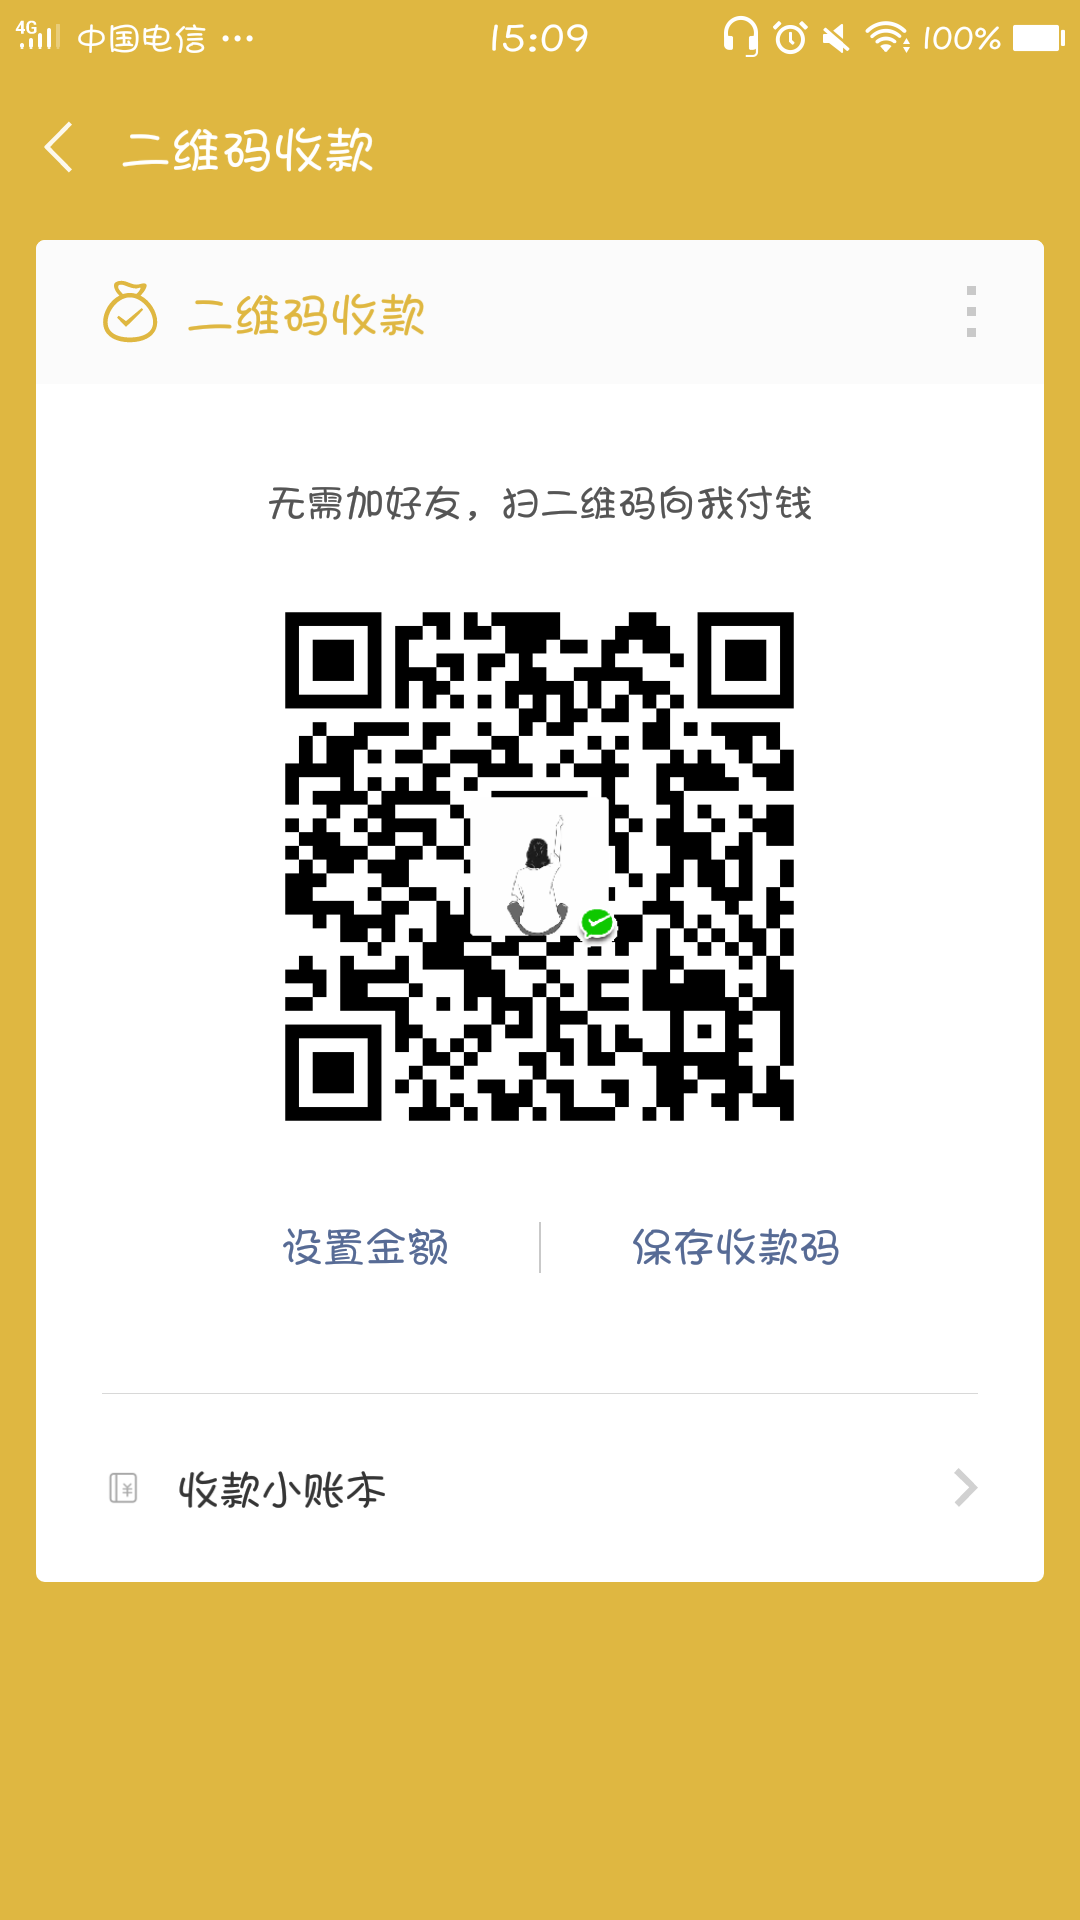 4G 中国电信 ··· 15:09 100%
二维码收款
二维码收款
无需加好友，扫二维码向我付钱
设置金额 保存收款码
收款小账本